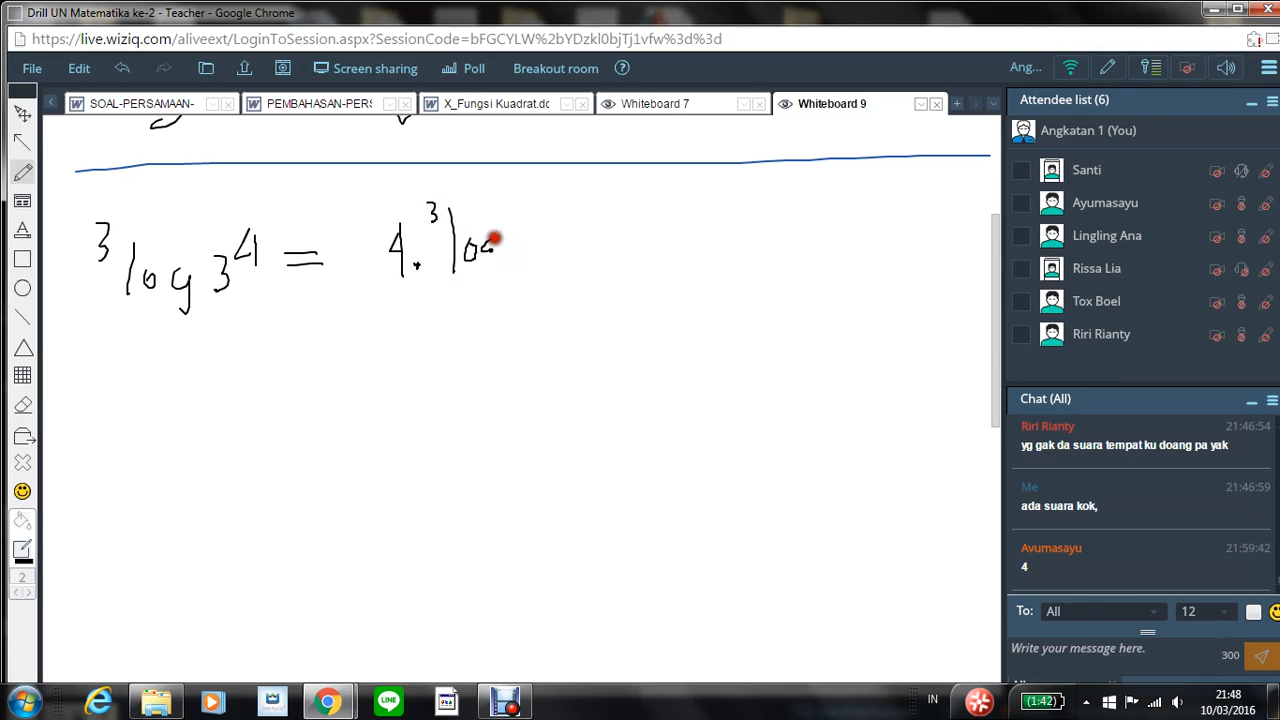 Drill UN Matematika ke-2 - Teacher - Google Chrome
https://live.wiziq.com/aliveext/LoginToSession.aspx?SessionCode=bFGCYLW%2bYDzkl0bjTj1vfw%3d%3d
File Edit Screen sharing Poll Breakout room ? Ang...
SOAL-PERSAMAAN- PEMBAHASAN-PERS X_Fungsi Kuadrat.dc Whiteboard 7 Whiteboard 9
Attendee list (6)
Angkatan 1 (You)
Santi
Ayumasayu
Lingling Ana
Rissa Lia
Tox Boel
Riri Rianty
³log 3⁴ = 4.³lo
Chat (All)
Riri Rianty 21:46:54
yg gak da suara tempat ku doang pa yak
Me 21:46:59
ada suara kok,
Avumasayu 21:59:42
4
To: All 12
Write your message here. 300
2
IN (1:42) 21:48
10/03/2016